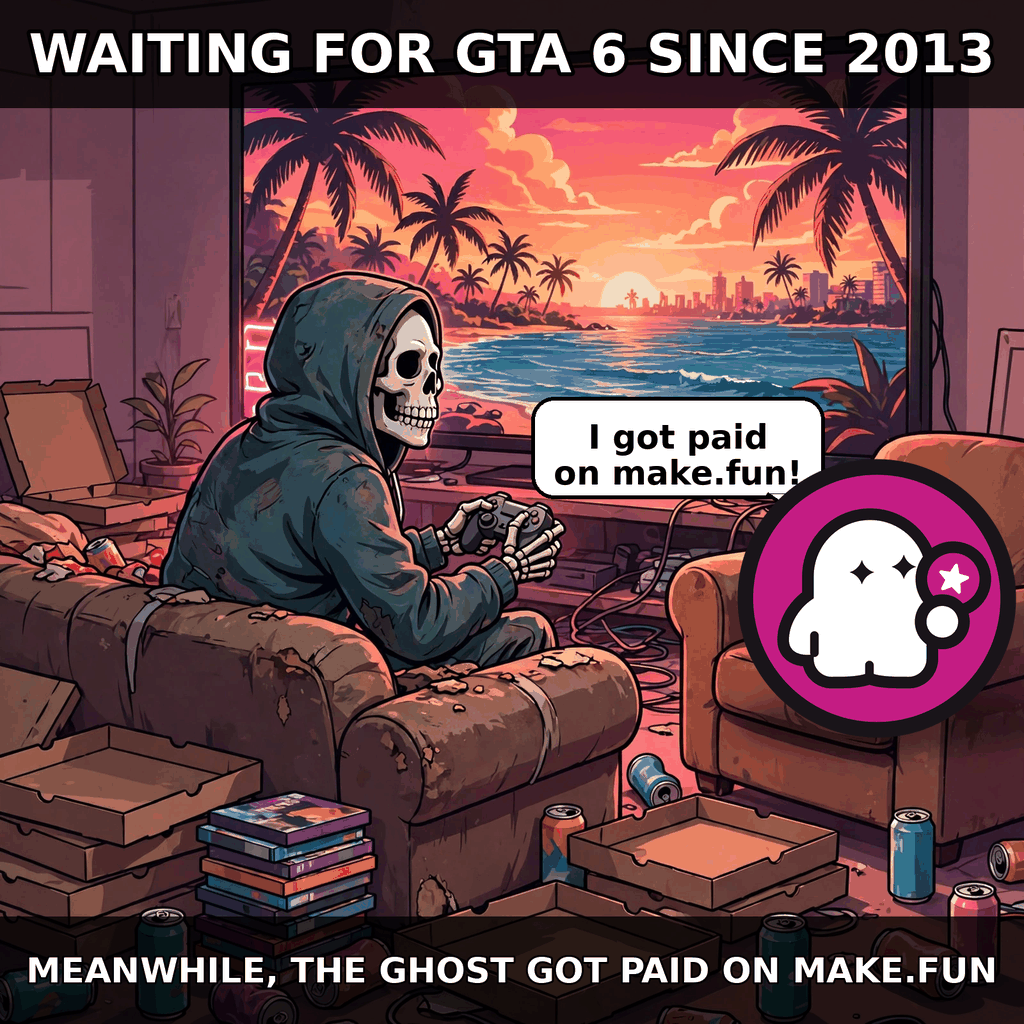 WAITING FOR GTA 6 SINCE 2013
I got paid
on make.fun!
MEANWHILE, THE GHOST GOT PAID ON MAKE.FUN